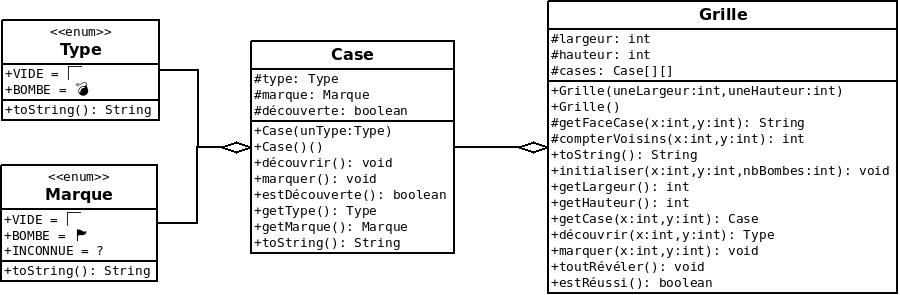 <<enum>>
Type
+VIDE =
+BOMBE = 💣
+toString(): String
<<enum>>
Marque
+VIDE =
+BOMBE = ⚑
+INCONNUE = ?
+toString(): String
Case
#type: Type
#marque: Marque
#découverte: boolean
+Case(unType:Type)
+Case()()
+découvrir(): void
+marquer(): void
+estDécouverte(): boolean
+getType(): Type
+getMarque(): Marque
+toString(): String
Grille
#largeur: int
#hauteur: int
#cases: Case[][]
+Grille(uneLargeur:int,uneHauteur:int)
+Grille()
#getFaceCase(x:int,y:int): String
#compterVoisins(x:int,y:int): int
+toString(): String
+initialiser(x:int,y:int,nbBombes:int): void
+getLargeur(): int
+getHauteur(): int
+getCase(x:int,y:int): Case
+découvrir(x:int,y:int): Type
+marquer(x:int,y:int): void
+toutRévéler(): void
+estRéussi(): boolean